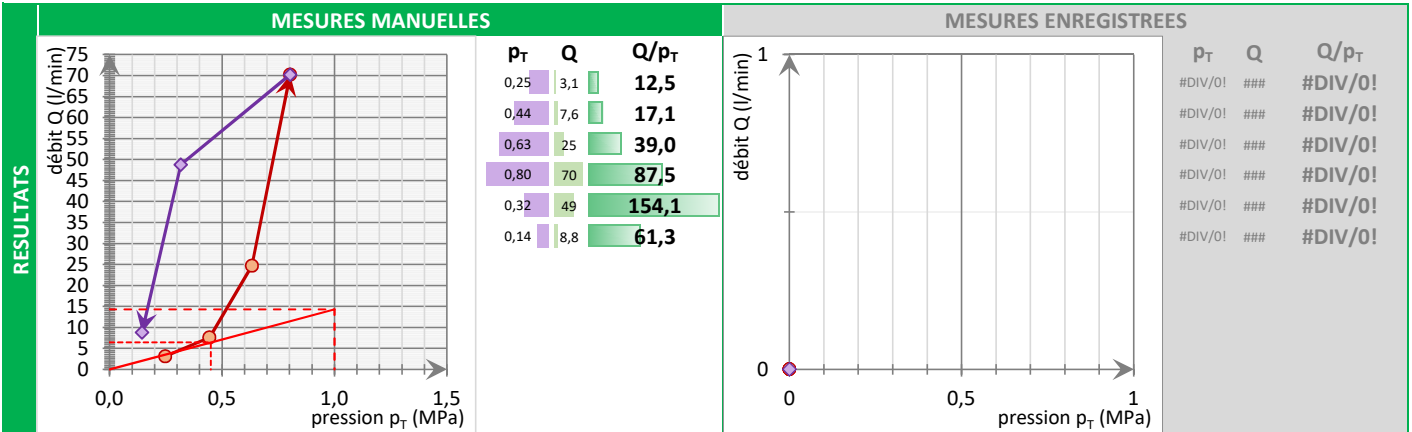 MESURES MANUELLES
MESURES ENREGISTREES
RESULTATS
débit Q (l/min)
75
70
65
60
55
50
45
40
35
30
25
20
15
10
5
0
0,0 0,5 1,0 1,5
pression pT (MPa)
pT Q Q/pT
0,25 3,1 12,5
0,44 7,6 17,1
0,63 25 39,0
0,80 70 87,5
0,32 49 154,1
0,14 8,8 61,3
débit Q (l/min)
1
0
0 0,5 1
pression pT (MPa)
pT Q Q/pT
#DIV/0! ### #DIV/0!
#DIV/0! ### #DIV/0!
#DIV/0! ### #DIV/0!
#DIV/0! ### #DIV/0!
#DIV/0! ### #DIV/0!
#DIV/0! ### #DIV/0!